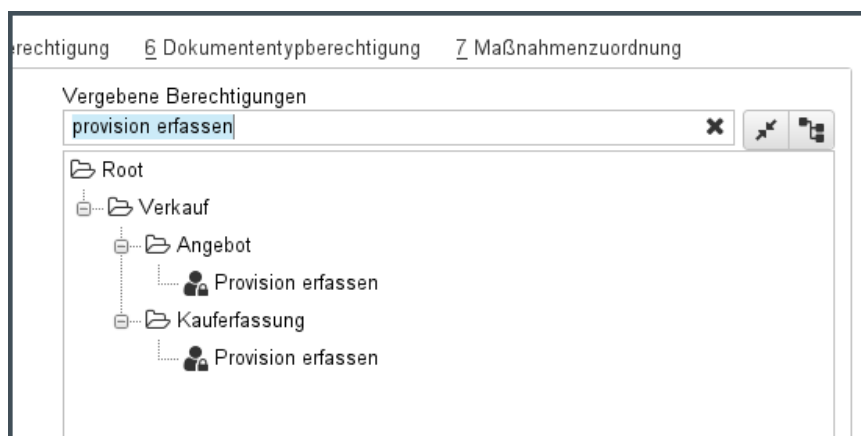 erechtigung 6 Dokumententypberechtigung 7 Maßnahmenzuordnung
Vergebene Berechtigungen
provision erfassen
Root
Verkauf
Angebot
Provision erfassen
Kauferfassung
Provision erfassen